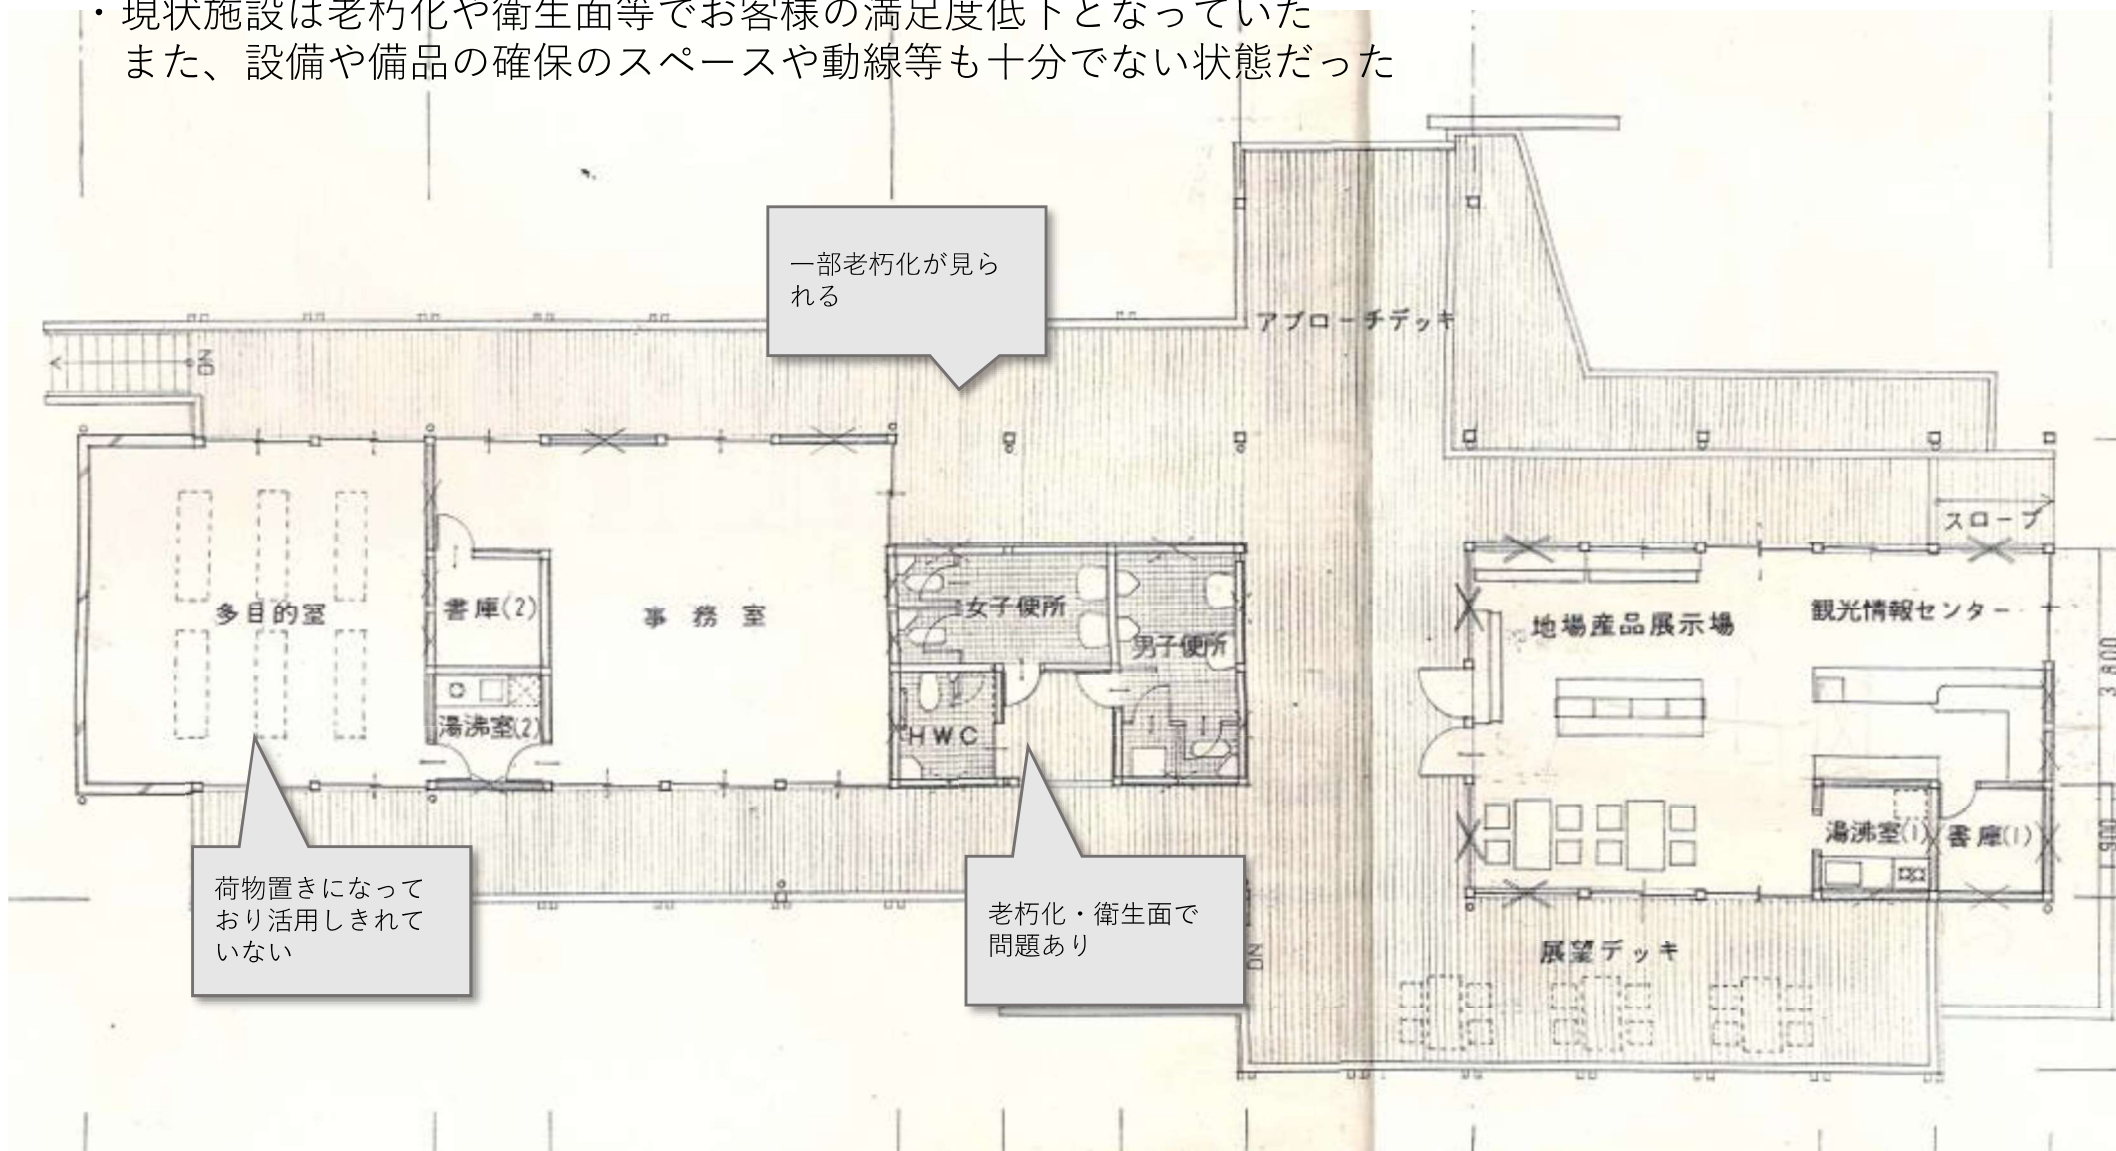 ・現状施設は老朽化や衛生面等でお客様の満足度低下となっていた
また、設備や備品の確保のスペースや動線等も十分でない状態だった
一部老朽化が見ら
れる
アプローチデッキ
DN
スロープ
多目的室
書庫(2)
事務室
女子便所
男子便所
地場産品展示場
観光情報センター
湯沸室(2)
HWC
3,800
湯沸室(1)
書庫(1)
荷物置きになって
おり活用しきれて
いない
老朽化・衛生面で
問題あり
展望デッキ
DN